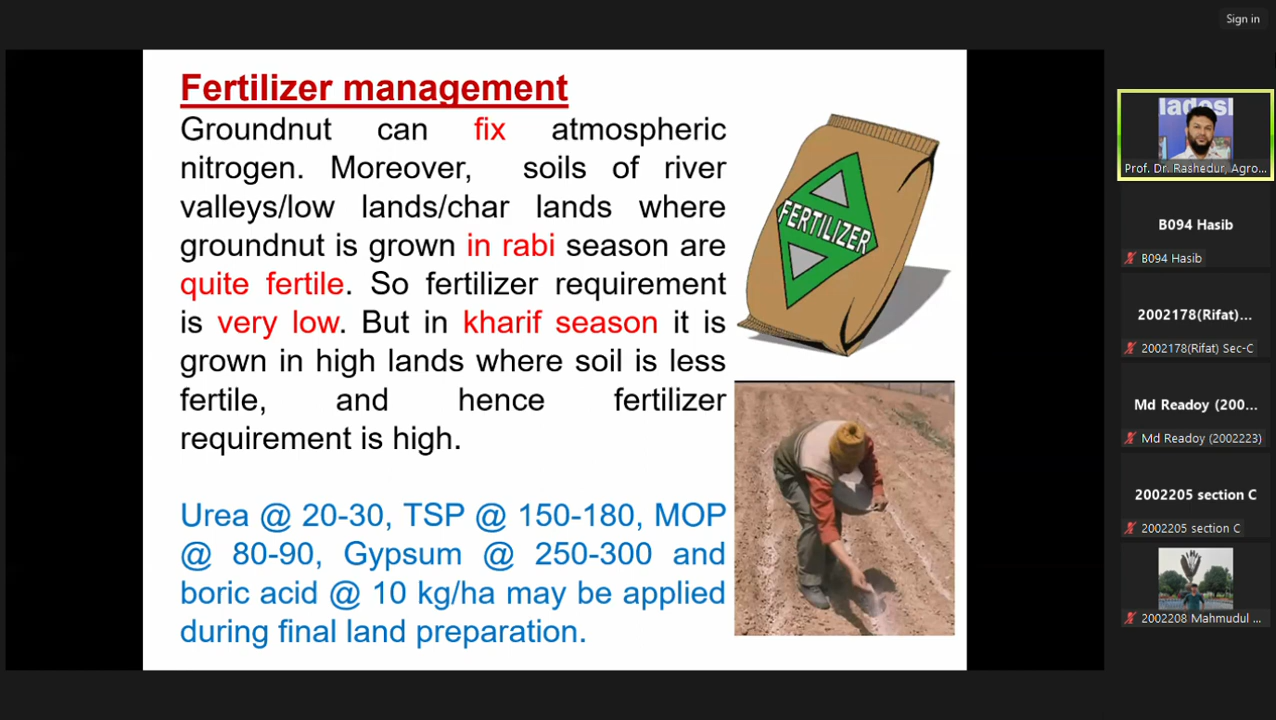 Sign in
Fertilizer management
Groundnut can fix atmospheric
nitrogen. Moreover, soils of river
valleys/low lands/char lands where
groundnut is grown in rabi season are
quite fertile. So fertilizer requirement
is very low. But in kharif season it is
grown in high lands where soil is less
fertile, and hence fertilizer
requirement is high.
Urea @ 20-30, TSP @ 150-180, MOP
@ 80-90, Gypsum @ 250-300 and
boric acid @ 10 kg/ha may be applied
during final land preparation.
FERTILIZER
Prof. Dr. Rashedur, Agro...
B094 Hasib
B094 Hasib
2002178(Rifat)...
2002178(Rifat) Sec-C
Md Readoy (200...
Md Readoy (2002223)
2002205 section C
2002205 section C
2002208 Mahmudul ...